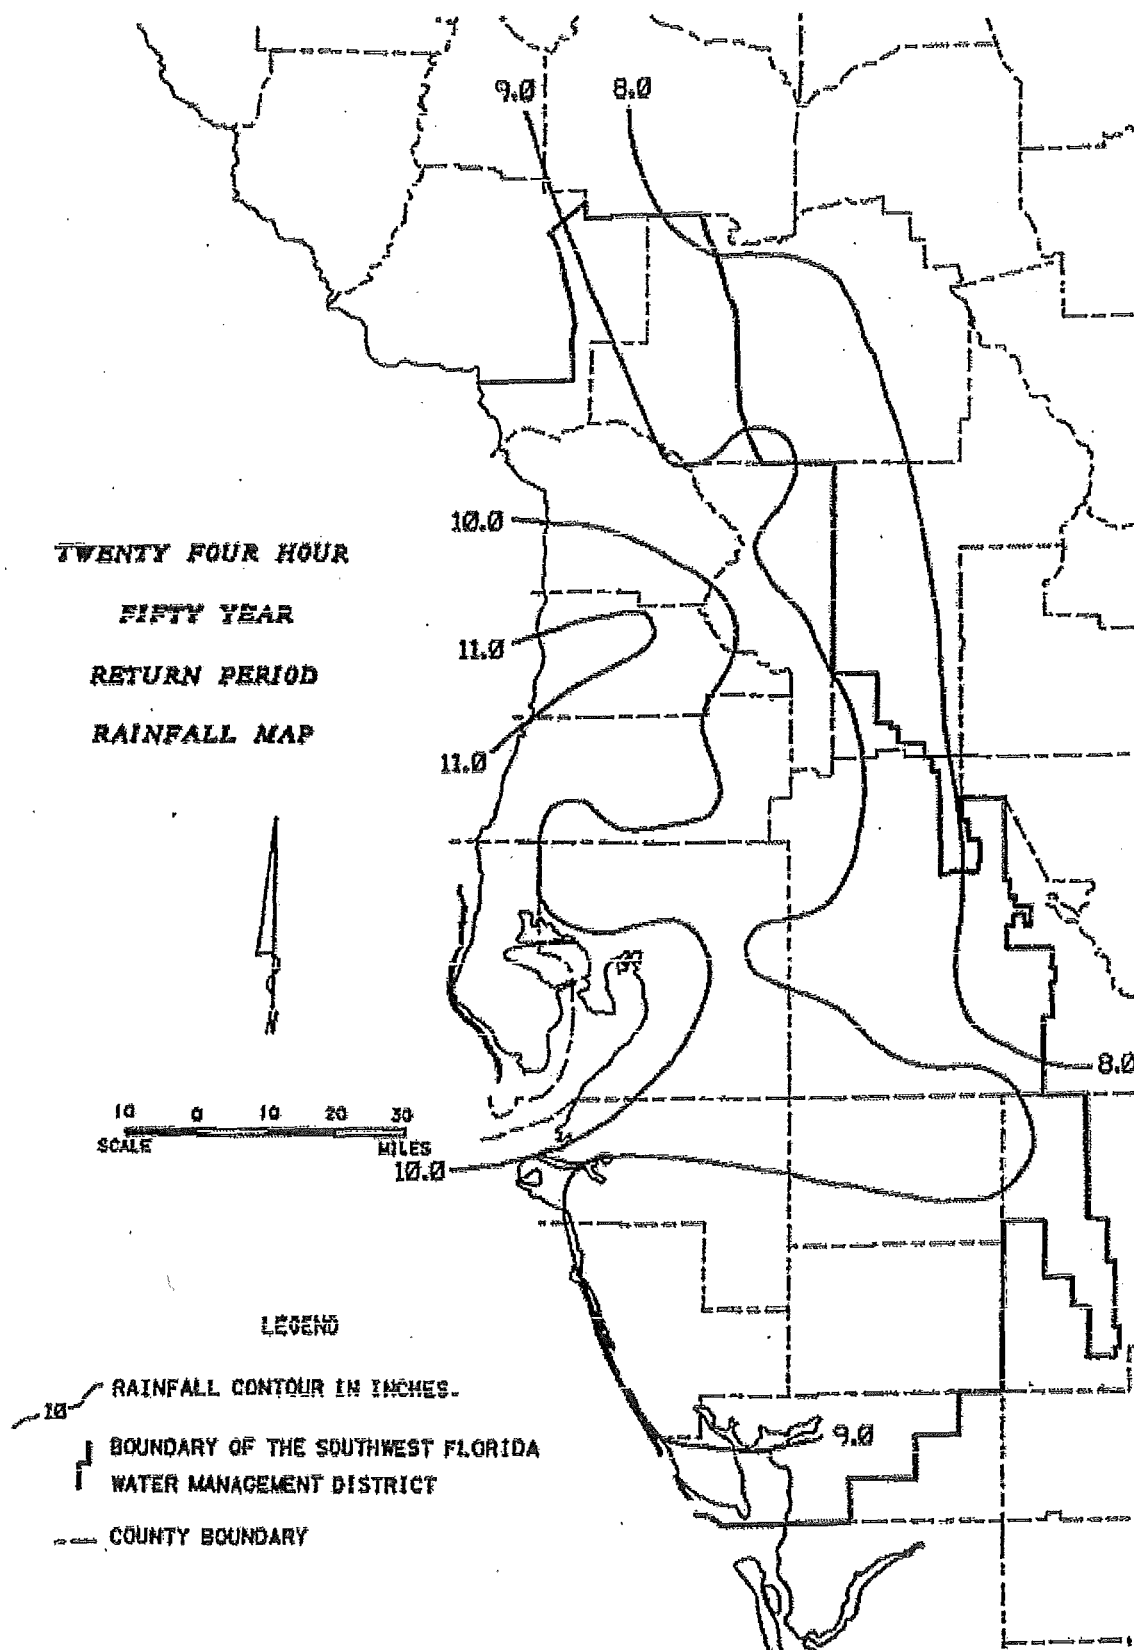 9.0 8.0
10.0
TWENTY FOUR HOUR
FIFTY YEAR
11.0
RETURN PERIOD
RAINFALL MAP
11.0
N
8.0
10 0 10 20 30
SCALE MILES
10.0
LEGEND
10 RAINFALL CONTOUR IN INCHES.
9.0
BOUNDARY OF THE SOUTHWEST FLORIDA
WATER MANAGEMENT DISTRICT
COUNTY BOUNDARY